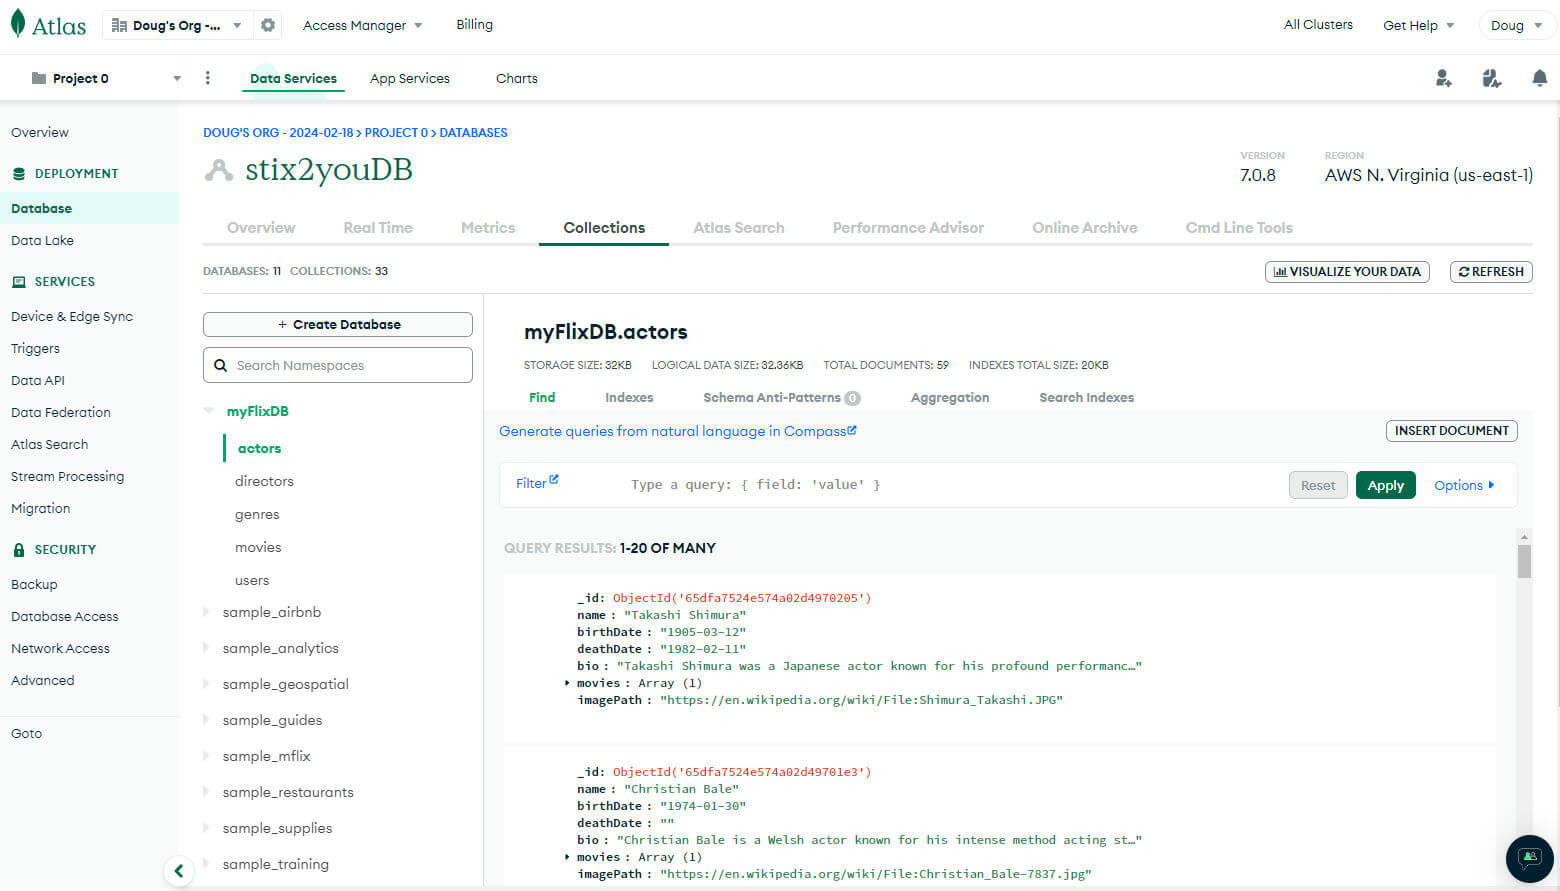 Atlas
Doug's Org -...
Access Manager
Billing
All Clusters
Get Help
Doug
Project 0
Data Services
App Services
Charts
Overview
DEPLOYMENT
Database
Data Lake
SERVICES
Device & Edge Sync
Triggers
Data API
Data Federation
Atlas Search
Stream Processing
Migration
SECURITY
Backup
Database Access
Network Access
Advanced
Goto
DOUG'S ORG - 2024-02-18 > PROJECT 0 > DATABASES
stix2youDB
VERSION
7.0.8
REGION
AWS N. Virginia (us-east-1)
Overview
Real Time
Metrics
Collections
Atlas Search
Performance Advisor
Online Archive
Cmd Line Tools
DATABASES: 11 COLLECTIONS: 33
VISUALIZE YOUR DATA
REFRESH
+ Create Database
Search Namespaces
myFlixDB
actors
directors
genres
movies
users
sample_airbnb
sample_analytics
sample_geospatial
sample_guides
sample_mflix
sample_restaurants
sample_supplies
sample_training
myFlixDB.actors
STORAGE SIZE: 32KB LOGICAL DATA SIZE: 32.36KB TOTAL DOCUMENTS: 59 INDEXES TOTAL SIZE: 20KB
Find
Indexes
Schema Anti-Patterns 0
Aggregation
Search Indexes
Generate queries from natural language in Compass
INSERT DOCUMENT
Filter
Type a query: { field: 'value' }
Reset
Apply
Options
QUERY RESULTS: 1-20 OF MANY
_id: ObjectId('65dfa7524e574a02d4970205')
name : "Takashi Shimura"
birthDate : "1905-03-12"
deathDate : "1982-02-11"
bio : "Takashi Shimura was a Japanese actor known for his profound performanc…"
movies : Array (1)
imagePath : "https://en.wikipedia.org/wiki/File:Shimura_Takashi.JPG"
_id: ObjectId('65dfa7524e574a02d49701e3')
name : "Christian Bale"
birthDate : "1974-01-30"
deathDate : ""
bio : "Christian Bale is a Welsh actor known for his intense method acting st…"
movies : Array (1)
imagePath : "https://en.wikipedia.org/wiki/File:Christian_Bale-7837.jpg"